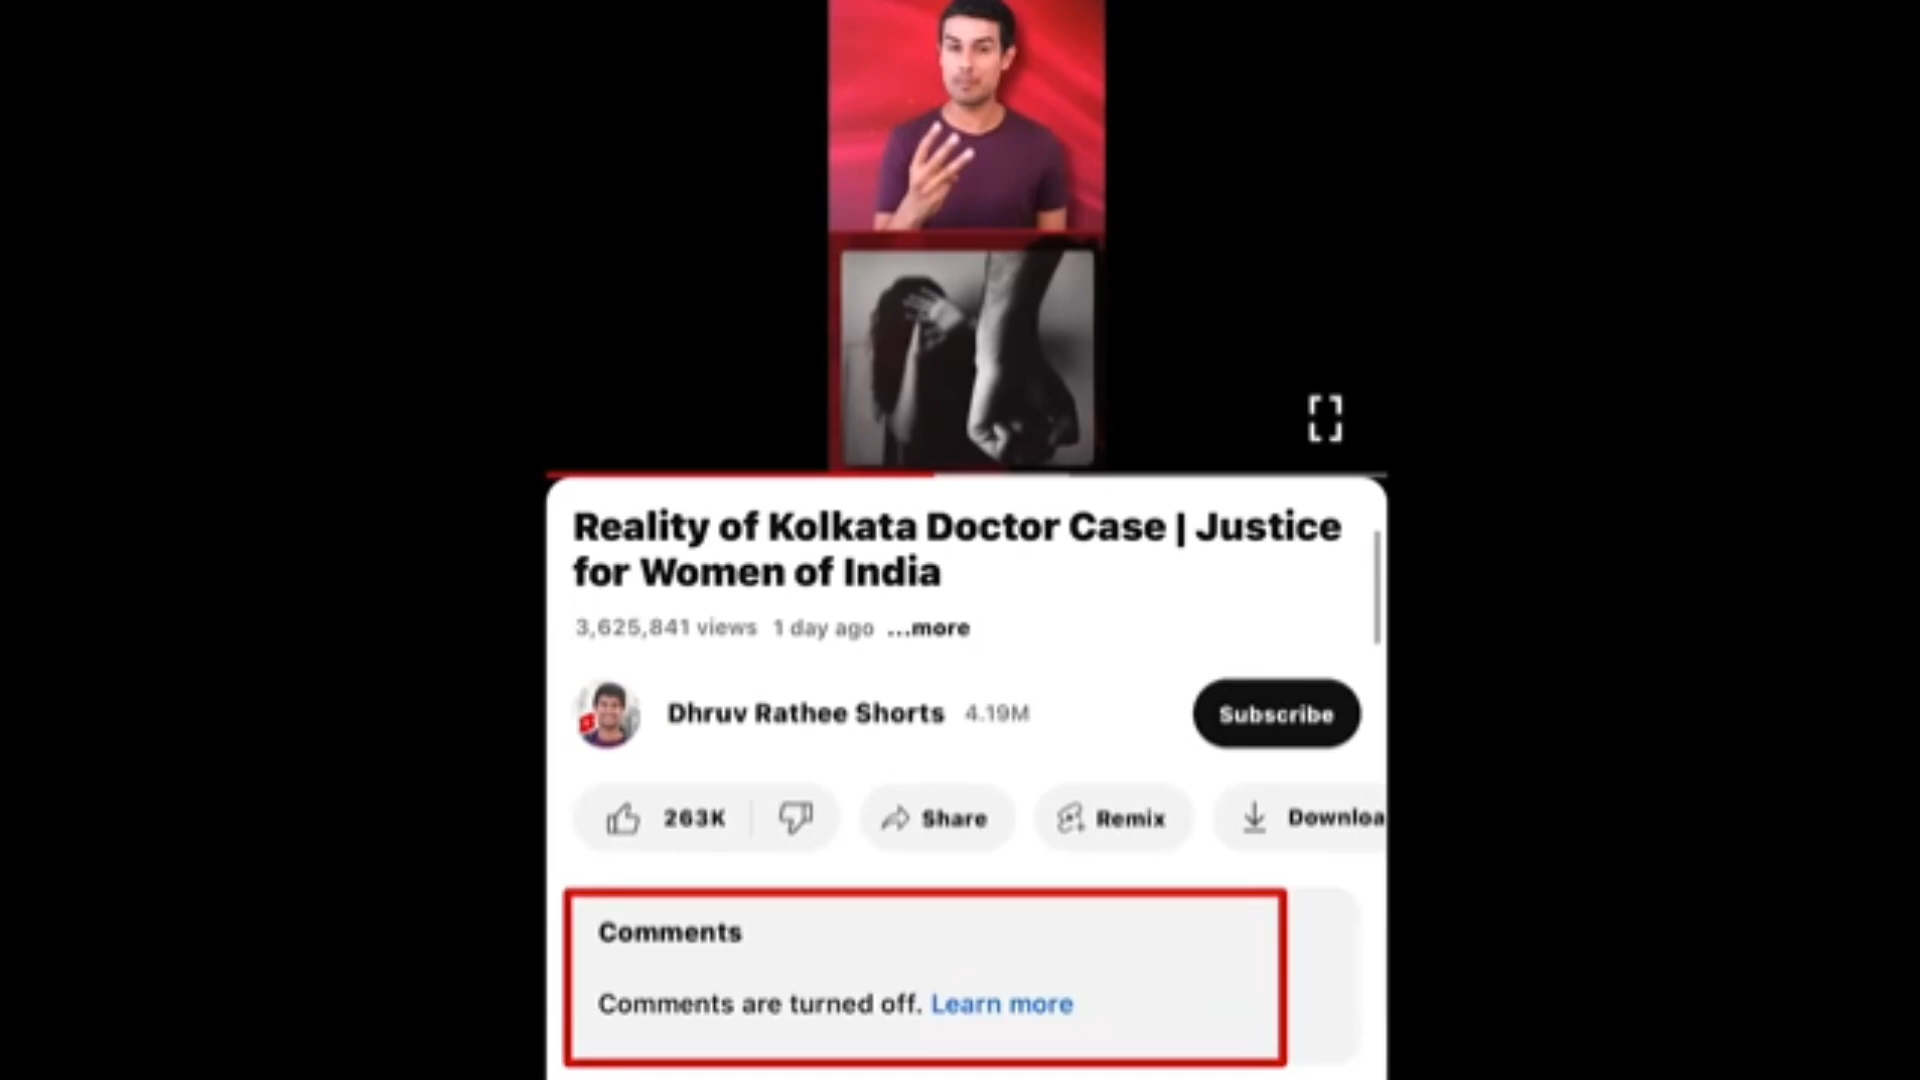 Reality of Kolkata Doctor Case | Justice
for Women of India
3,625,841 views 1 day ago ...more
Dhruv Rathee Shorts 4.19M
Subscribe
263K
Share
Remix
Downloa
Comments
Comments are turned off. Learn more